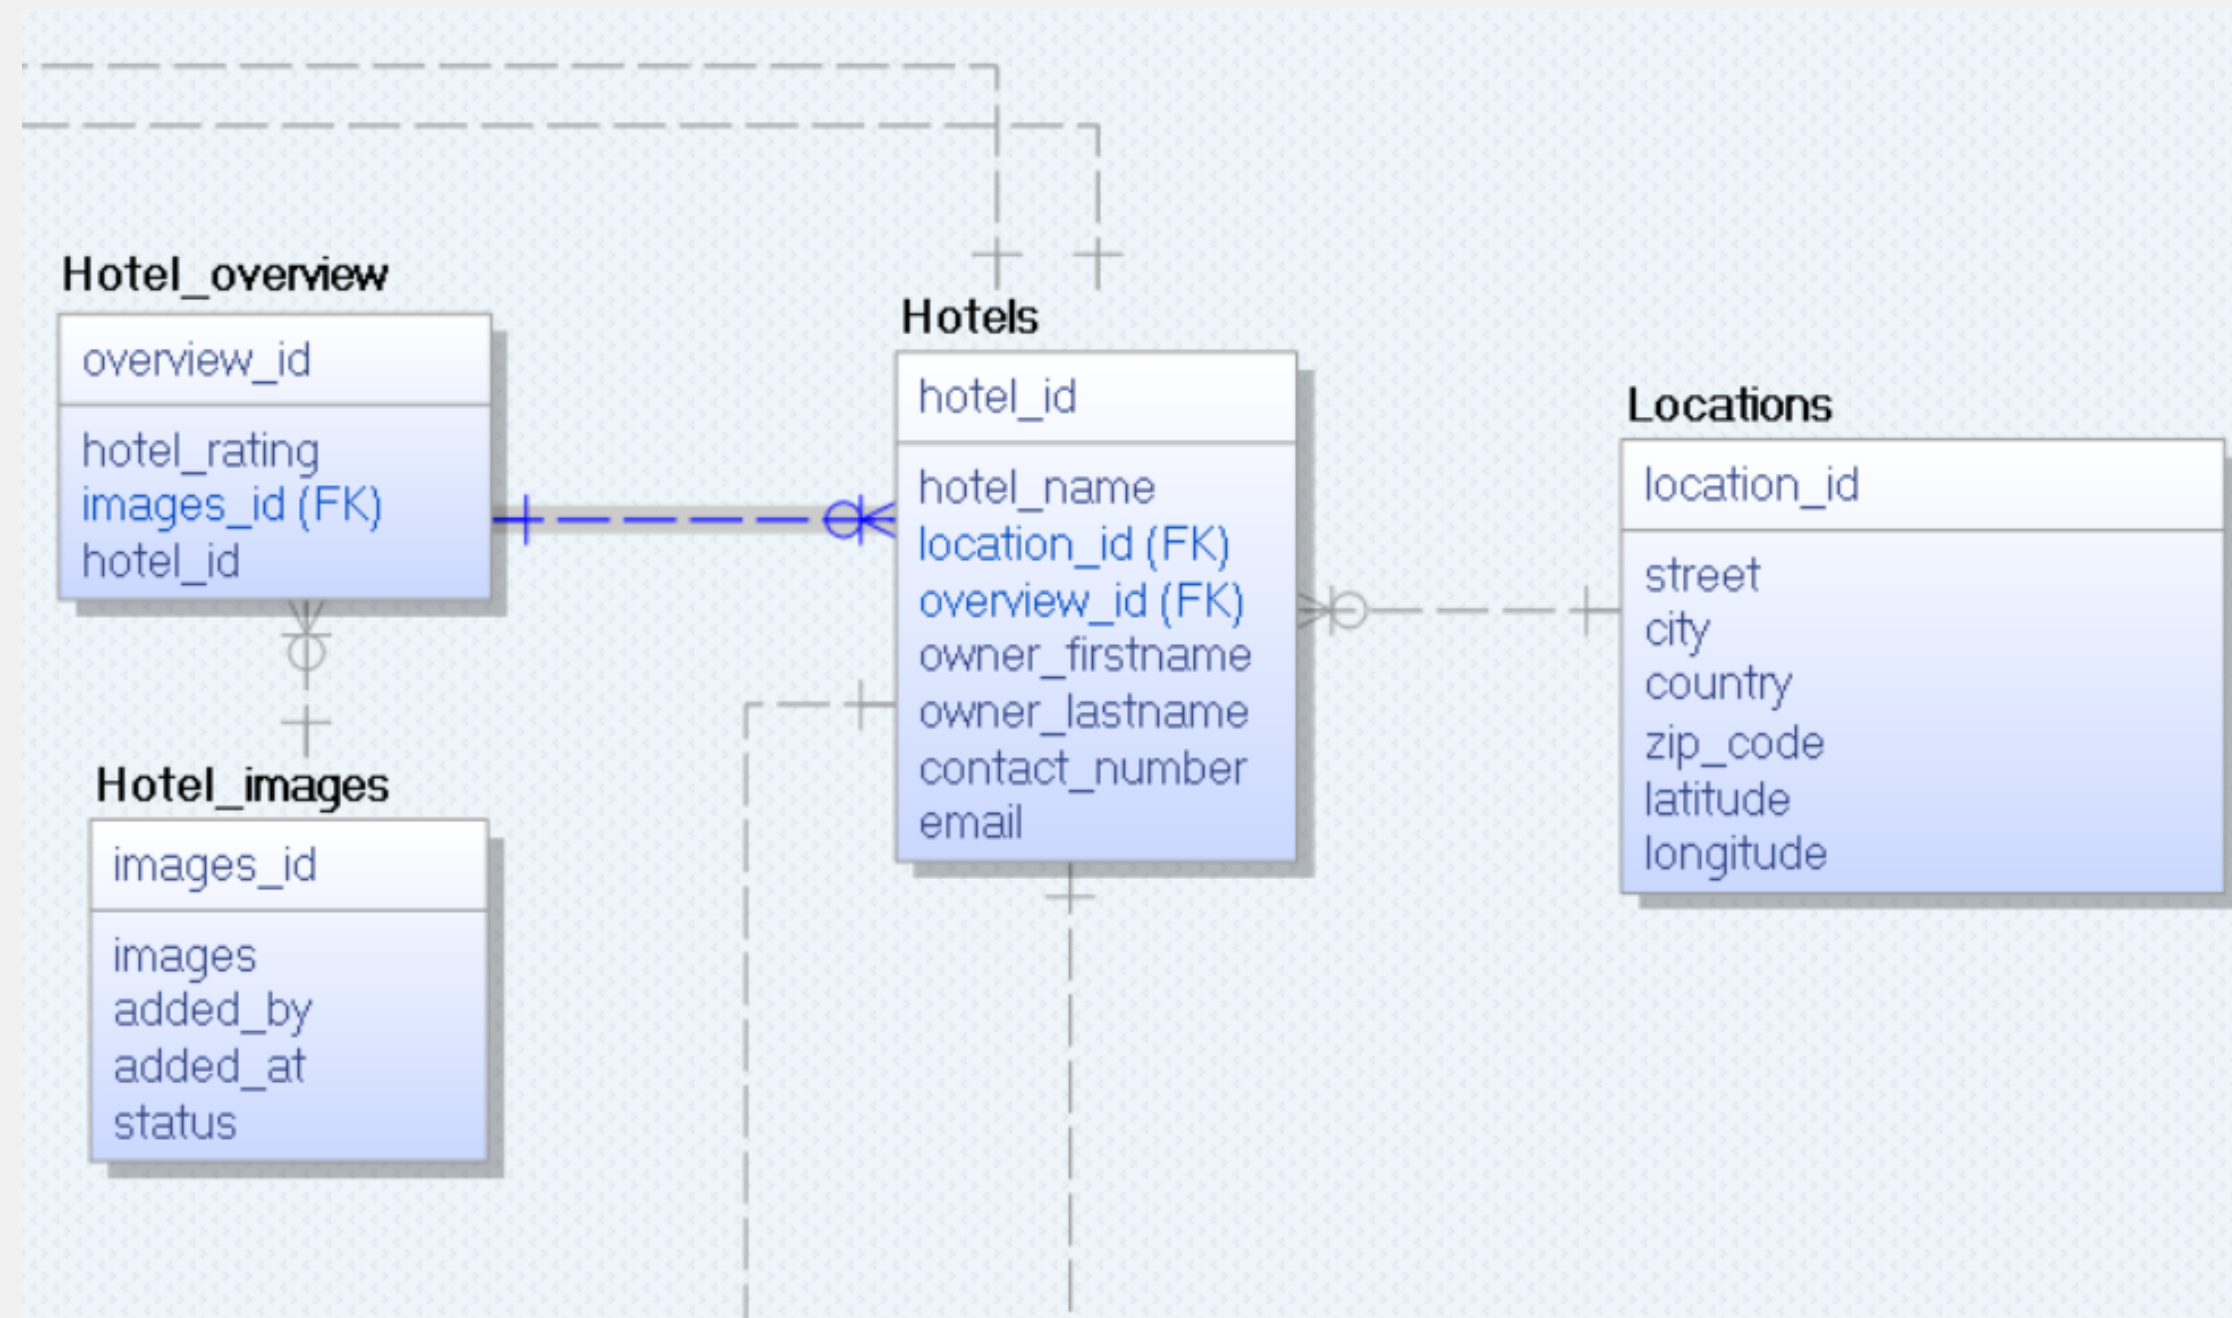 Hotel_overview
overview_id
hotel_rating
images_id (FK)
hotel_id
Hotels
hotel_id
hotel_name
location_id (FK)
overview_id (FK)
owner_firstname
owner_lastname
contact_number
email
Locations
location_id
street
city
country
zip_code
latitude
longitude
Hotel_images
images_id
images
added_by
added_at
status